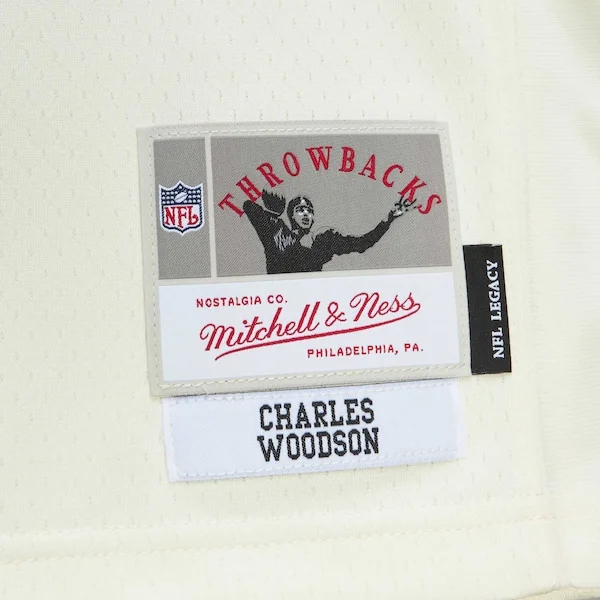 THROWBACKS
NFL
NOSTALGIA CO.
Mitchell & Ness
PHILADELPHIA, PA.
NFL LEGACY
CHARLES
WOODSON